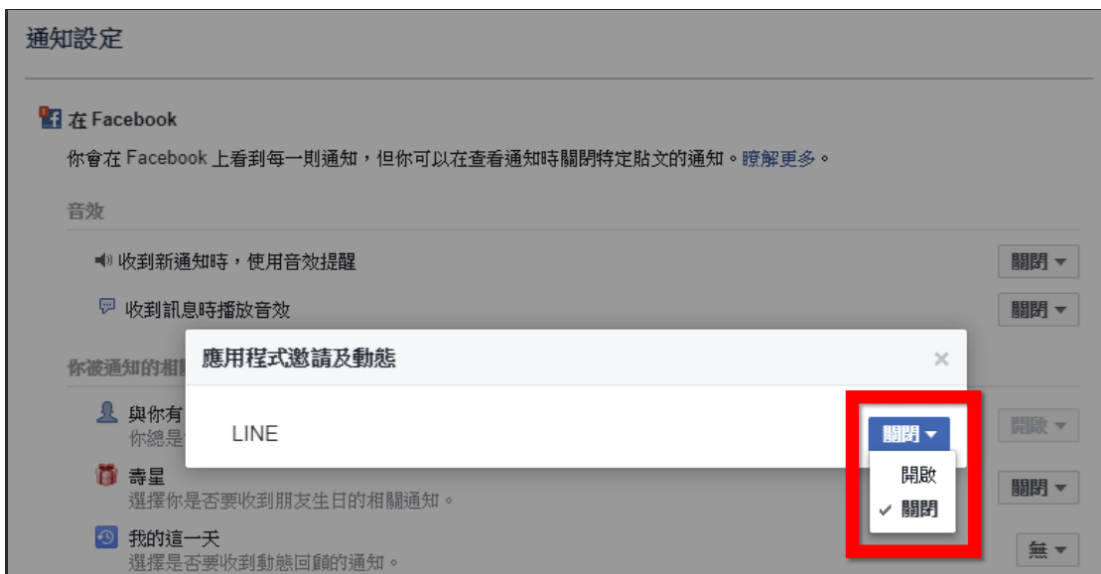 通知設定
在 Facebook
你會在 Facebook 上看到每一則通知，但你可以在查看通知時關閉特定貼文的通知。瞭解更多。
音效
收到新通知時，使用音效提醒 關閉
收到訊息時播放音效 關閉
應用程式邀請及動態 ×
你被通知的相
LINE 關閉
開啟
關閉
與你有 開啟
你總是
壽星
選擇你是否要收到朋友生日的相關通知。 關閉
我的這一天
選擇是否要收到動態回顧的通知。 無